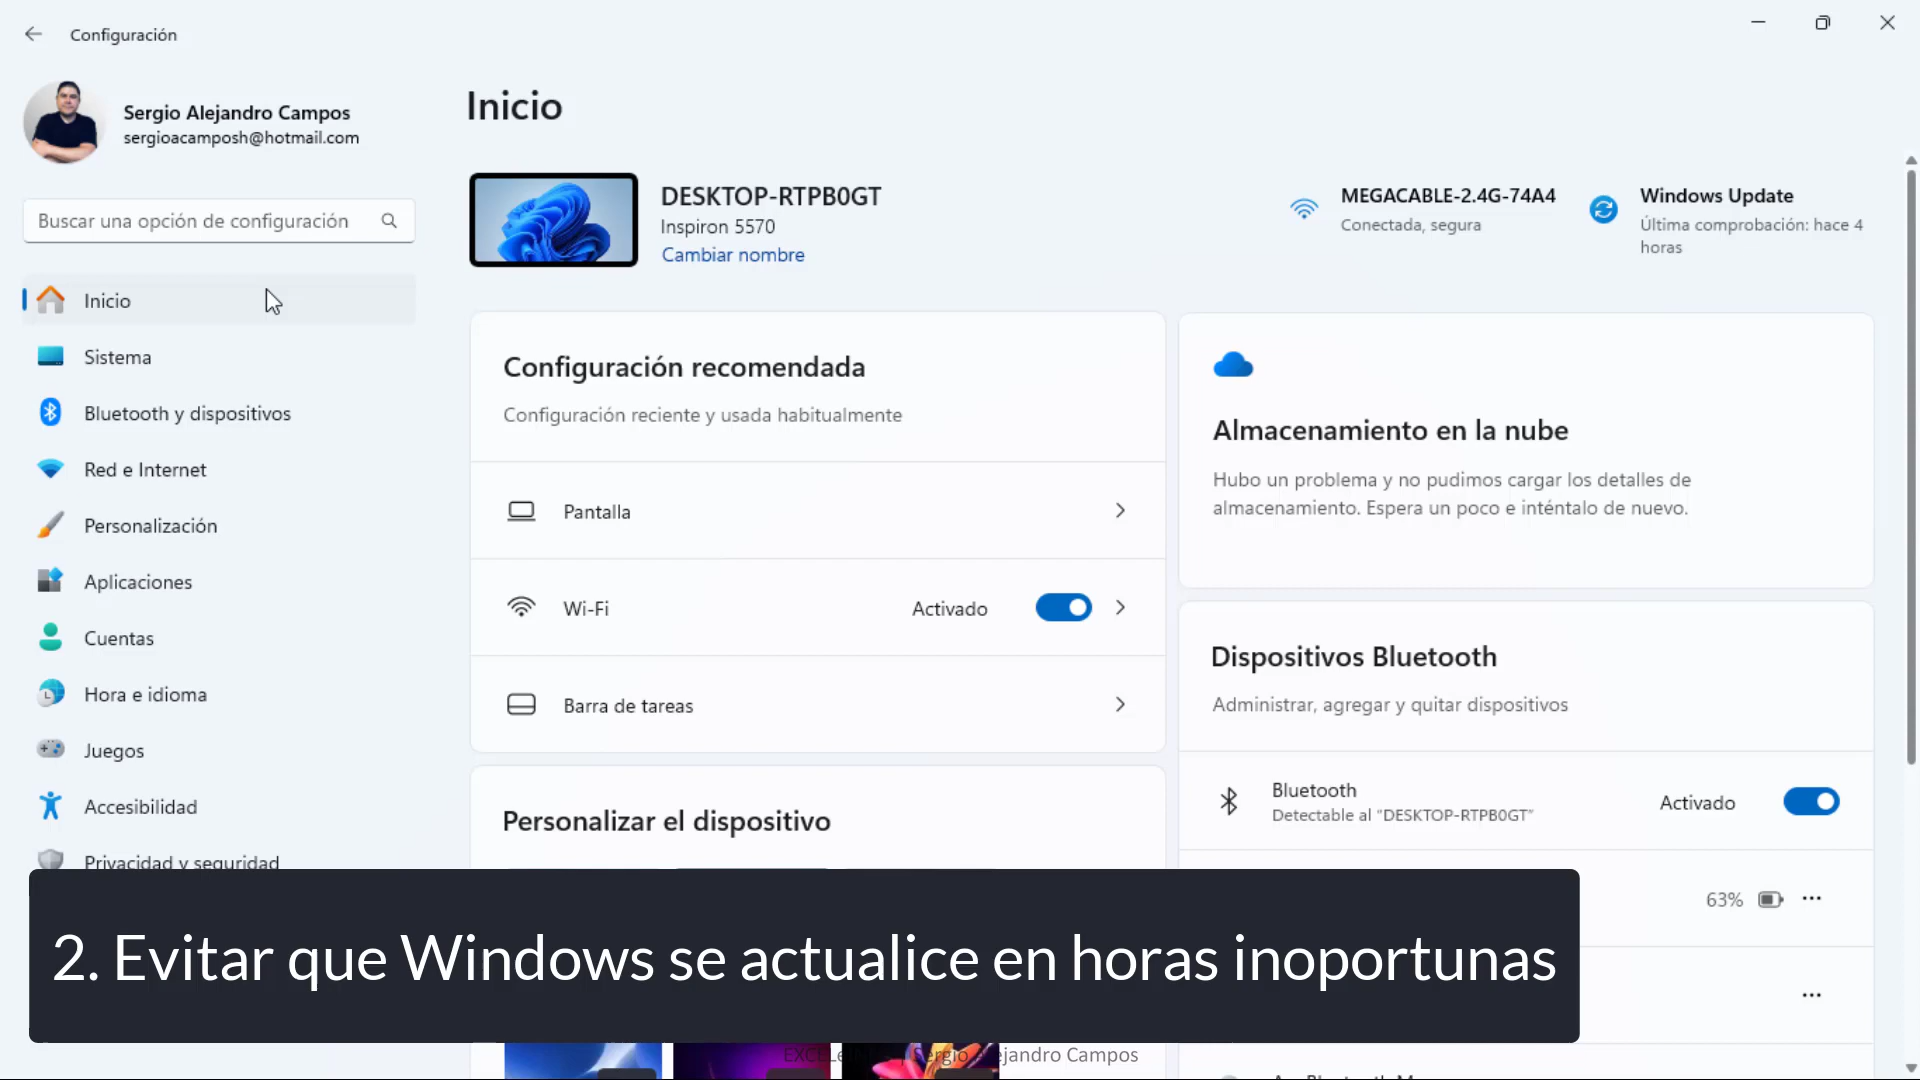 Configuración
Sergio Alejandro Campos
sergioacamposh@hotmail.com
Buscar una opción de configuración
Inicio
Sistema
Bluetooth y dispositivos
Red e Internet
Personalización
Aplicaciones
Cuentas
Hora e idioma
Juegos
Accesibilidad
Privacidad y seguridad
Inicio
DESKTOP-RTPB0GT
Inspiron 5570
Cambiar nombre
MEGACABLE-2.4G-74A4
Conectada, segura
Windows Update
Última comprobación: hace 4
horas
Configuración recomendada
Configuración reciente y usada habitualmente
Pantalla
Wi-Fi
Activado
Barra de tareas
Personalizar el dispositivo
Almacenamiento en la nube
Hubo un problema y no pudimos cargar los detalles de
almacenamiento. Espera un poco e inténtalo de nuevo.
Dispositivos Bluetooth
Administrar, agregar y quitar dispositivos
Bluetooth
Detectable al “DESKTOP-RTPB0GT”
Activado
63%
2. Evitar que Windows se actualice en horas inoportunas
Sergio Alejandro Campos